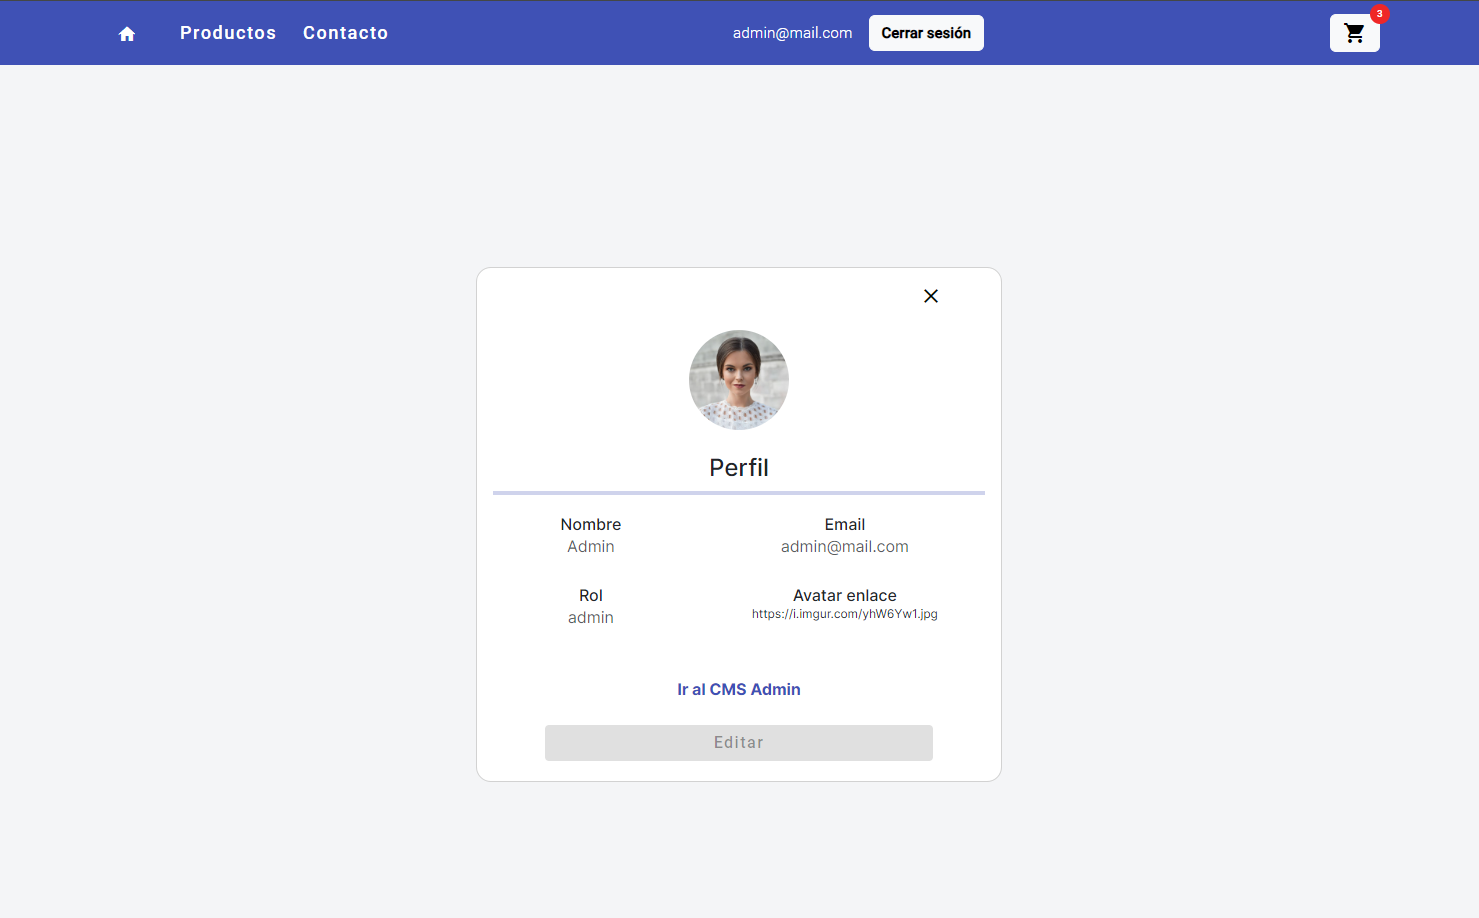 Productos Contacto admin@mail.com Cerrar sesión 3
Perfil
Nombre Email
Admin admin@mail.com
Rol Avatar enlace
admin https://i.imgur.com/yhW6Yw1.jpg
Ir al CMS Admin
Editar